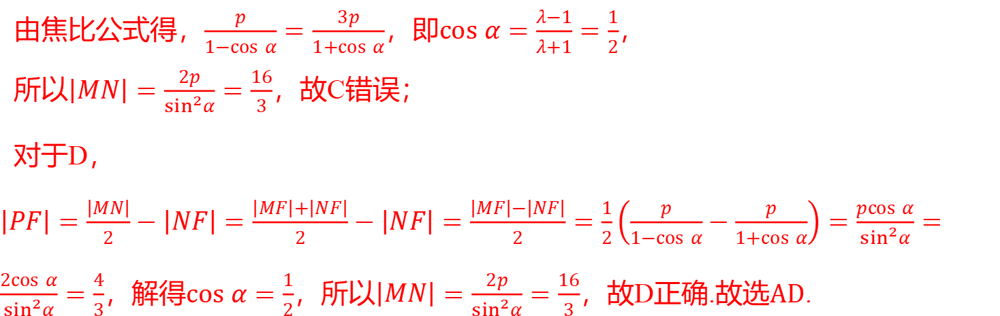 由焦比公式得，$\frac{p}{1-\cos \alpha}=\frac{3p}{1+\cos \alpha}$，即$\cos \alpha=\frac{\lambda-1}{\lambda+1}=\frac{1}{2}$，
所以$|MN|=\frac{2p}{\sin^2\alpha}=\frac{16}{3}$，故C错误；
对于D，
$|PF|=\frac{|MN|}{2}-|NF|=\frac{|MF|+|NF|}{2}-|NF|=\frac{|MF|-|NF|}{2}=\frac{1}{2}\left(\frac{p}{1-\cos \alpha}-\frac{p}{1+\cos \alpha}\right)=\frac{p\cos \alpha}{\sin^2\alpha}=$
$\frac{2\cos \alpha}{\sin^2\alpha}=\frac{4}{3}$，解得$\cos \alpha=\frac{1}{2}$，所以$|MN|=\frac{2p}{\sin^2\alpha}=\frac{16}{3}$，故D正确.故选AD.